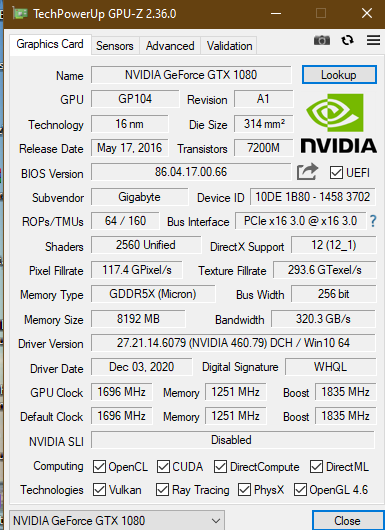 TechPowerUp GPU-Z 2.36.0
Graphics Card Sensors Advanced Validation
Name NVIDIA GeForce GTX 1080 Lookup
GPU GP104 Revision A1
Technology 16 nm Die Size 314 mm²
Release Date May 17, 2016 Transistors 7200M
NVIDIA
BIOS Version 86.04.17.00.66 UEFI
Subvendor Gigabyte Device ID 10DE 1B80 - 1458 3702
ROPs/TMUs 64 / 160 Bus Interface PCIe x16 3.0 @ x16 3.0 ?
Shaders 2560 Unified DirectX Support 12 (12_1)
Pixel Fillrate 117.4 GPixel/s Texture Fillrate 293.6 GTexel/s
Memory Type GDDR5X (Micron) Bus Width 256 bit
Memory Size 8192 MB Bandwidth 320.3 GB/s
Driver Version 27.21.14.6079 (NVIDIA 460.79) DCH / Win10 64
Driver Date Dec 03, 2020 Digital Signature WHQL
GPU Clock 1696 MHz Memory 1251 MHz Boost 1835 MHz
Default Clock 1696 MHz Memory 1251 MHz Boost 1835 MHz
NVIDIA SLI Disabled
Computing OpenCL CUDA DirectCompute DirectML
Technologies Vulkan Ray Tracing PhysX OpenGL 4.6
NVIDIA GeForce GTX 1080 Close